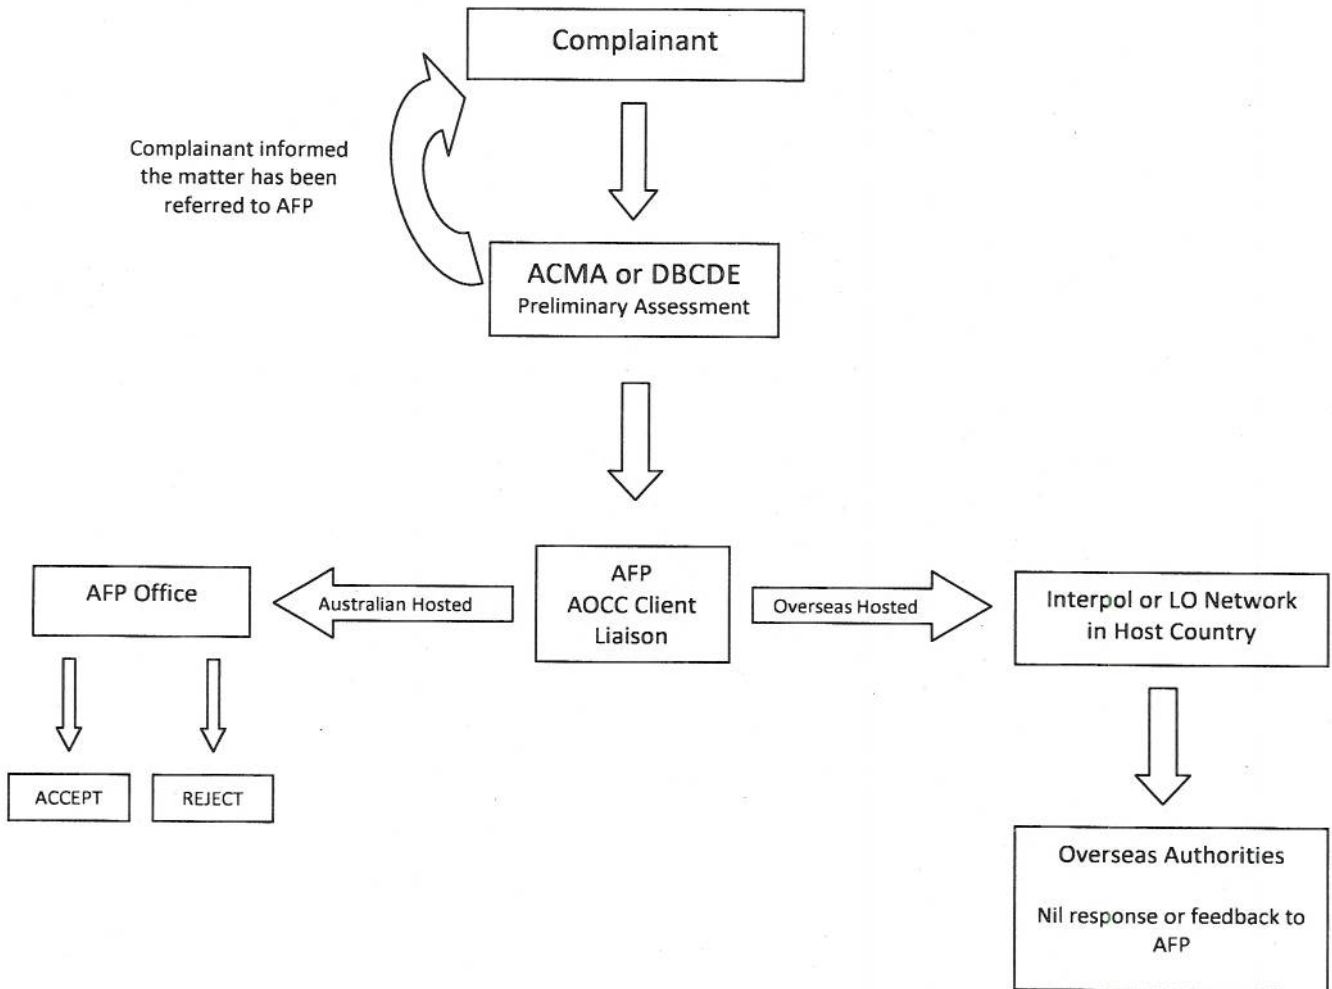 Complainant
Complainant informed
the matter has been
referred to AFP
ACMA or DBCDE
Preliminary Assessment
AFP Office
Australian Hosted
AFP
AOCC Client
Liaison
Overseas Hosted
Interpol or LO Network
in Host Country
ACCEPT
REJECT
Overseas Authorities
Nil response or feedback to
AFP